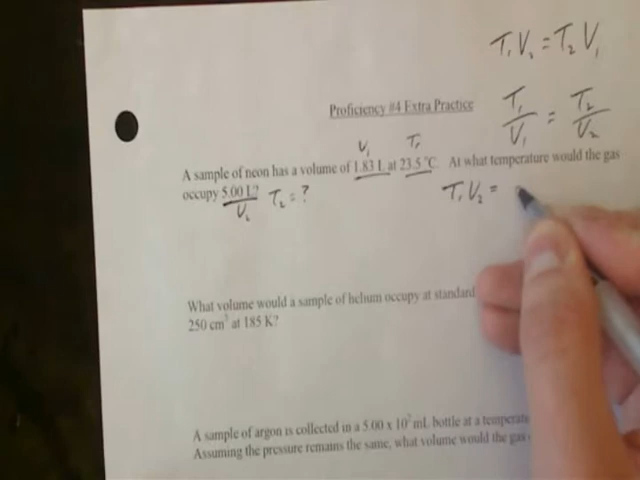 T₁V₂ = T₂V₁
Proficiency #4 Extra Practice
T₁/V₁ = T₂/V₂
V₁ T₁
A sample of neon has a volume of 1.83 L at 23.5 °C. At what temperature would the gas
occupy 5.00 L? T₂ = ?
V₂
T₁V₂ =
What volume would a sample of helium occupy at standard
250 cm³ at 185 K?
A sample of argon is collected in a 5.00 x 10² mL bottle at a
Assuming the pressure remains the same, what volume would the gas